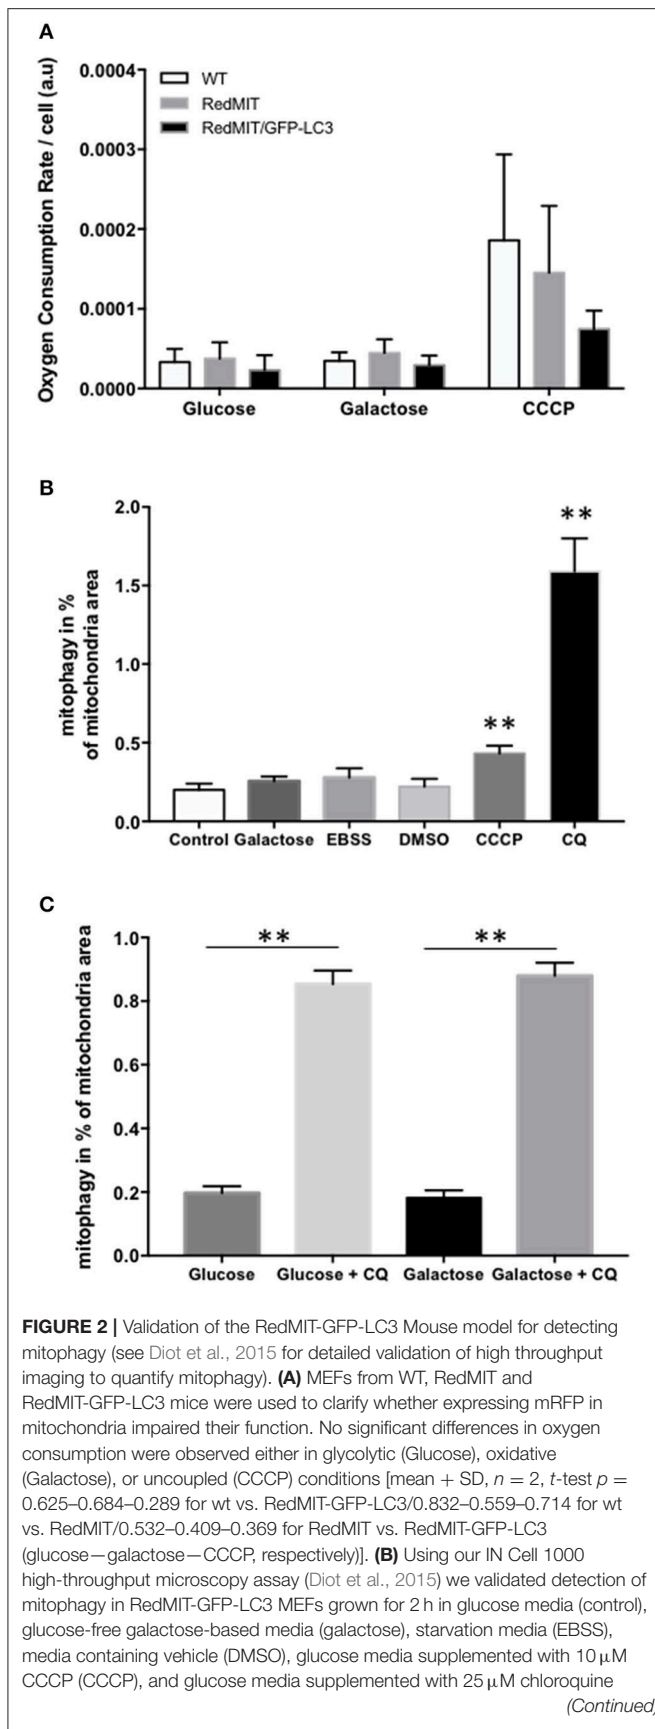 A
Oxygen Consumption Rate / cell (a.u)
0.0004
0.0003
0.0002
0.0001
0.0000
WT
RedMIT
RedMIT/GFP-LC3
Glucose Galactose CCCP
B
mitophagy in %
of mitochondria area
2.0
1.5
1.0
0.5
0.0
**
**
Control Galactose EBSS DMSO CCCP CQ
C
mitophagy in % of mitochondria area
1.0
0.8
0.6
0.4
0.2
0.0
** **
Glucose Glucose + CQ Galactose Galactose + CQ
FIGURE 2 | Validation of the RedMIT-GFP-LC3 Mouse model for detecting
mitophagy (see Diot et al., 2015 for detailed validation of high throughput
imaging to quantify mitophagy). (A) MEFs from WT, RedMIT and
RedMIT-GFP-LC3 mice were used to clarify whether expressing mRFP in
mitochondria impaired their function. No significant differences in oxygen
consumption were observed either in glycolytic (Glucose), oxidative
(Galactose), or uncoupled (CCCP) conditions [mean + SD, n = 2, t-test p =
0.625–0.684–0.289 for wt vs. RedMIT-GFP-LC3/0.832–0.559–0.714 for wt
vs. RedMIT/0.532–0.409–0.369 for RedMIT vs. RedMIT-GFP-LC3
(glucose—galactose—CCCP, respectively)]. (B) Using our IN Cell 1000
high-throughput microscopy assay (Diot et al., 2015) we validated detection of
mitophagy in RedMIT-GFP-LC3 MEFs grown for 2 h in glucose media (control),
glucose-free galactose-based media (galactose), starvation media (EBSS),
media containing vehicle (DMSO), glucose media supplemented with 10 μM
CCCP (CCCP), and glucose media supplemented with 25 μM chloroquine
(Continued)